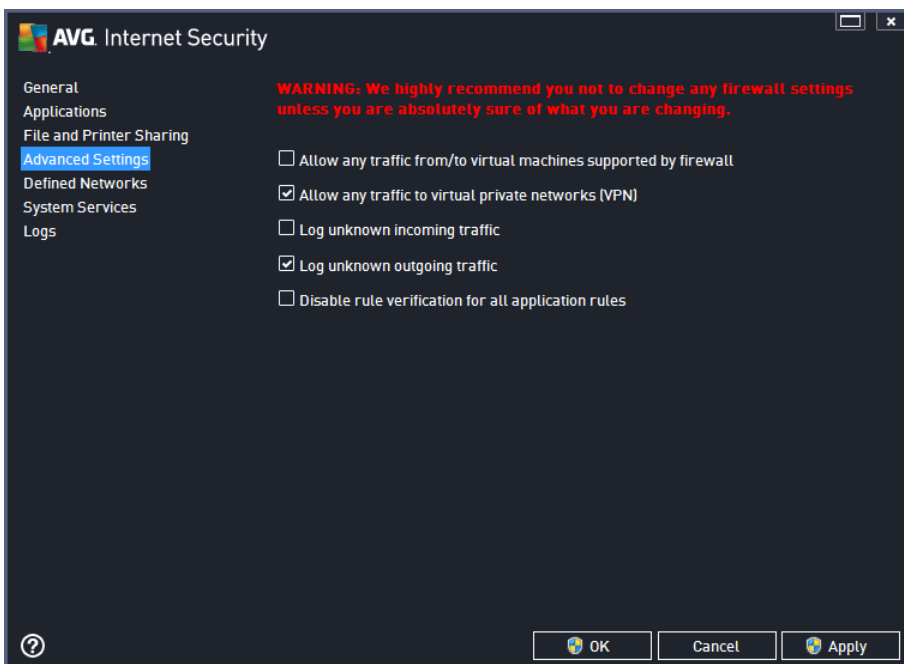 AVG. Internet Security
General
Applications
File and Printer Sharing
Advanced Settings
Defined Networks
System Services
Logs
WARNING: We highly recommend you not to change any firewall settings
unless you are absolutely sure of what you are changing.
Allow any traffic from/to virtual machines supported by firewall
Allow any traffic to virtual private networks (VPN)
Log unknown incoming traffic
Log unknown outgoing traffic
Disable rule verification for all application rules
OK
Cancel
Apply